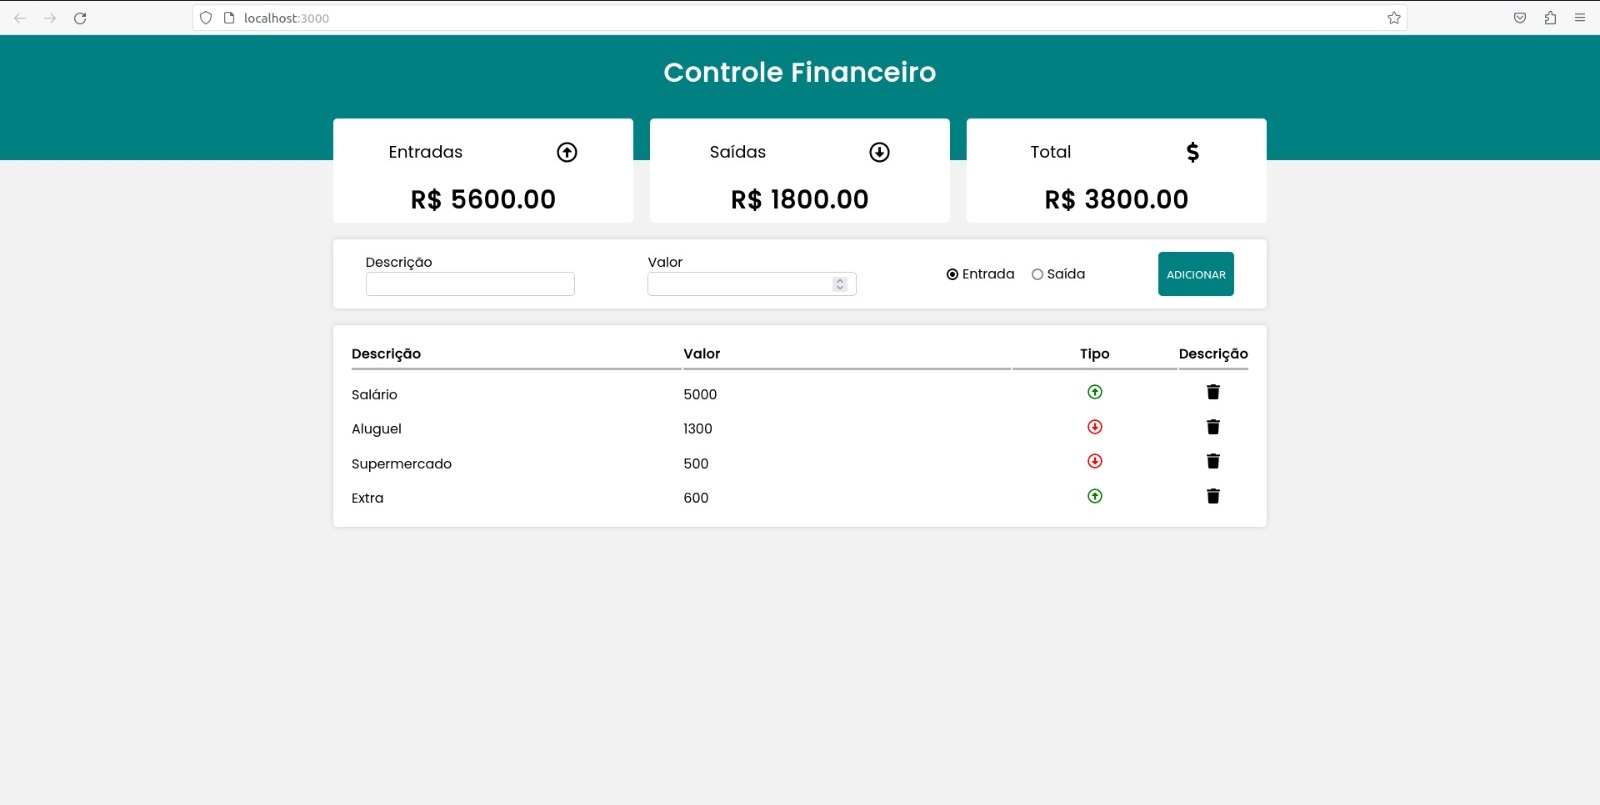 localhost:3000
Controle Financeiro
Entradas
R$ 5600.00
Saídas
R$ 1800.00
Total
$
R$ 3800.00
Descrição
Valor
Entrada
Saída
ADICIONAR
Descrição Valor Tipo Descrição
Salário 5000
Aluguel 1300
Supermercado 500
Extra 600